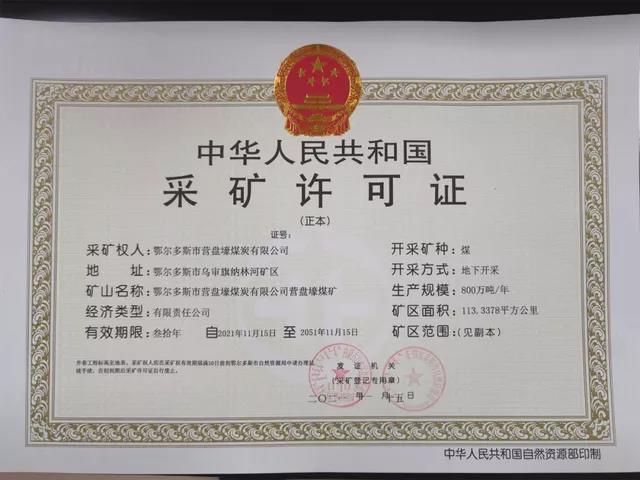 中华人民共和国
采矿许可证
(正本)
证号:
采矿权人: 鄂尔多斯市营盘壕煤炭有限公司
地 址: 鄂尔多斯市乌审旗纳林河矿区
矿山名称: 鄂尔多斯市营盘壕煤炭有限公司营盘壕煤矿
经济类型: 有限责任公司
有效期限: 叁拾年 自2021年11月15日 至 2051年11月15日
开采矿种: 煤
开采方式: 地下开采
生产规模: 800万吨/年
矿区面积: 113.3378平方公里
矿区范围: (见副本)
发 证 机 关
(采矿登记专用章)
中华人民共和国自然资源部印制